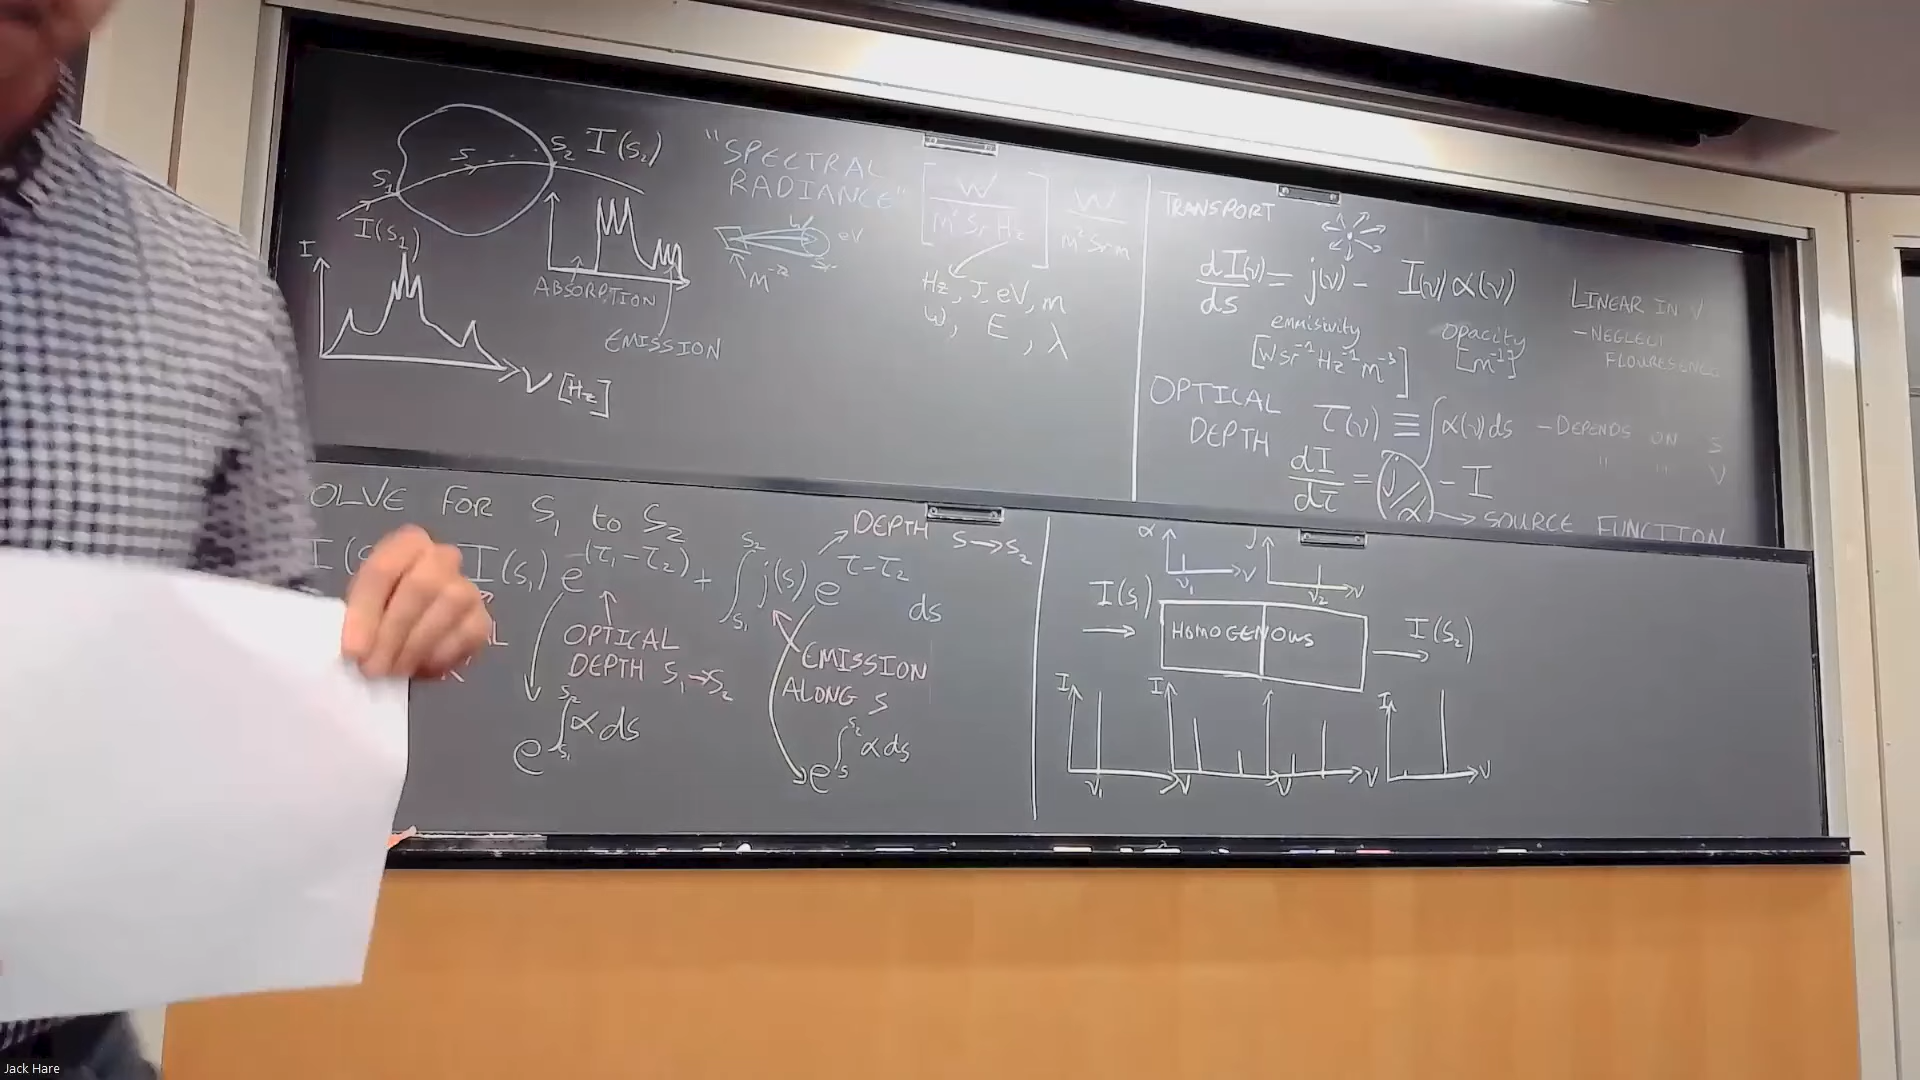 S₁
S
S₂ I(S₂)
I(S₁)
I
ν [Hz]
ABSORPTION
EMISSION
"SPECTRAL
RADIANCE"
[W / m² Sr Hz]
W / m² Sr m
eV
Sr
m⁻²
Hz, J, eV, m
ω, E, λ
TRANSPORT
dI(ν)/ds = j(ν) - I(ν) α(ν)
emmisivity
[W sr⁻¹ Hz⁻¹ m⁻³]
opacity
[m⁻¹]
LINEAR IN ν
- NEGLECT
FLOURESENCE
OPTICAL
DEPTH
τ(ν) ≡ ∫ α(ν) ds - DEPENDS ON S
" " ν
dI/dτ = j/α - I
→ SOURCE FUNCTION
OLVE FOR S₁ to S₂
I(S₁) e^-(τ₁-τ₂) + ∫_{S₁}^{S₂} j(s) e^{τ-τ₂} ds
DEPTH S→S₂
OPTICAL
DEPTH S₁→S₂
e^{∫_{S₁}^{S₂} α ds}
EMISSION
ALONG S
e^{∫_{S}^{S₂} α ds}
α
ν₁
ν
J
ν₂
ν
I(S₁)
HOMOGENOUS
I(S₂)
I
ν₁
ν
I
ν
ν
I
ν
Jack Hare